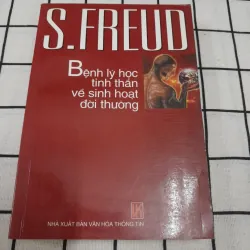 S.FREUD
Bệnh lý học
tinh thần
về sinh hoạt
đời thường
NHÀ XUẤT BẢN VĂN HÓA THÔNG TIN